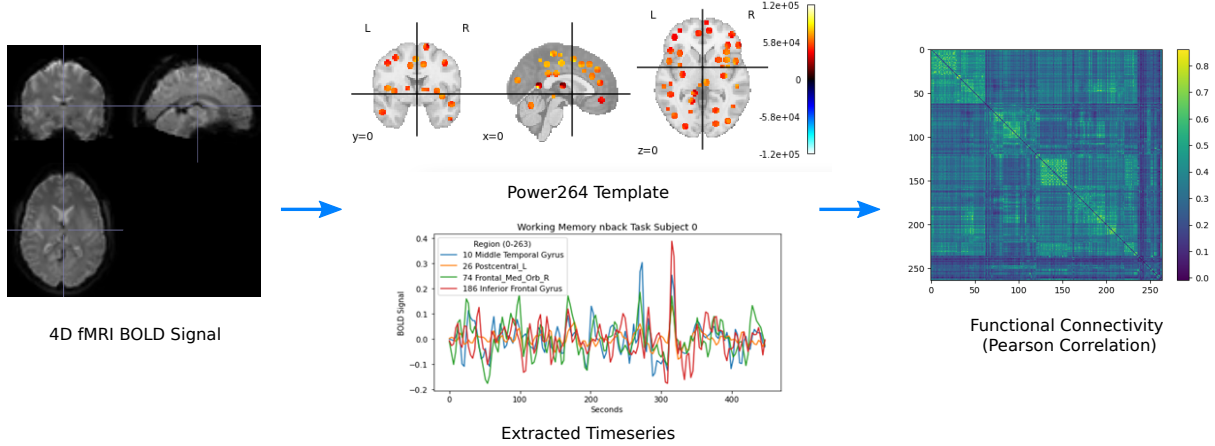 4D fMRI BOLD Signal
L
R
y=0
x=0
L
R
z=0
1.2e+05
5.8e+04
0
-5.8e+04
-1.2e+05
Power264 Template
Working Memory nback Task Subject 0
Region (0-263)
10 Middle Temporal Gyrus
26 Postcentral_L
74 Frontal_Med_Orb_R
186 Inferior Frontal Gyrus
BOLD Signal
0.4
0.3
0.2
0.1
0.0
−0.1
−0.2
0
100
200
300
400
Seconds
Extracted Timeseries
0
50
100
150
200
250
0
50
100
150
200
250
0.8
0.7
0.6
0.5
0.4
0.3
0.2
0.1
0.0
Functional Connectivity
(Pearson Correlation)